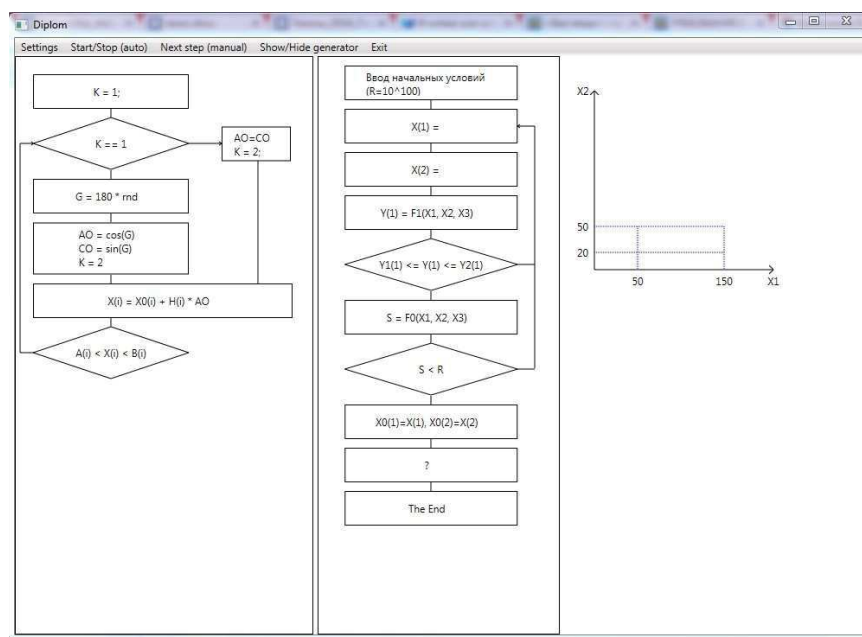 Diplom
Settings Start/Stop (auto) Next step (manual) Show/Hide generator Exit
K = 1;
K == 1
AO=CO
K = 2;
G = 180 * rnd
AO = cos(G)
CO = sin(G)
K = 2
X(i) = X0(i) + H(i) * AO
A(i) < X(i) < B(i)
Ввод начальных условий
(R=10^100)
X(1) =
X(2) =
Y(1) = F1(X1, X2, X3)
Y1(1) <= Y(1) <= Y2(1)
S = F0(X1, X2, X3)
S < R
X0(1)=X(1), X0(2)=X(2)
?
The End
X2
50
20
50 150 X1